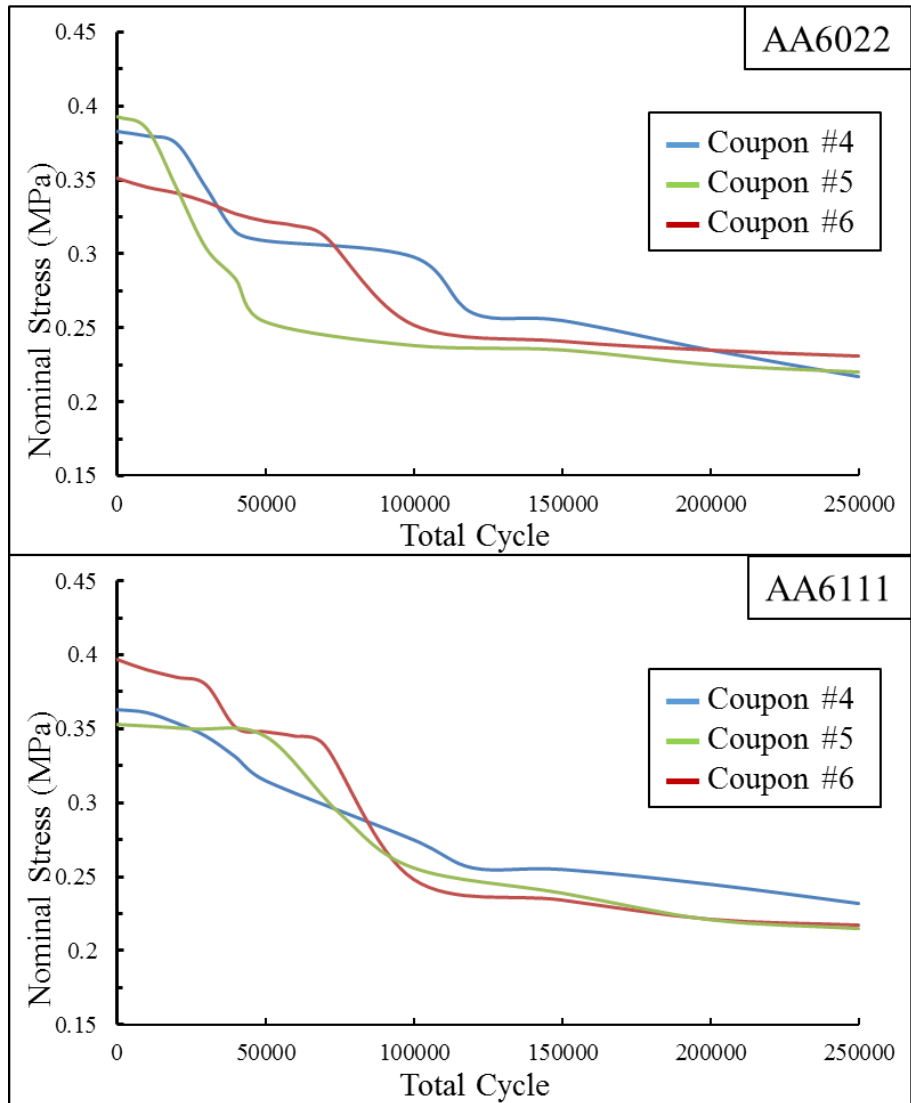 AA6022
Nominal Stress (MPa)
0.45
0.4
0.35
0.3
0.25
0.2
0.15
Coupon #4
Coupon #5
Coupon #6
0 50000 100000 150000 200000 250000
Total Cycle
AA6111
Nominal Stress (MPa)
0.45
0.4
0.35
0.3
0.25
0.2
0.15
Coupon #4
Coupon #5
Coupon #6
0 50000 100000 150000 200000 250000
Total Cycle